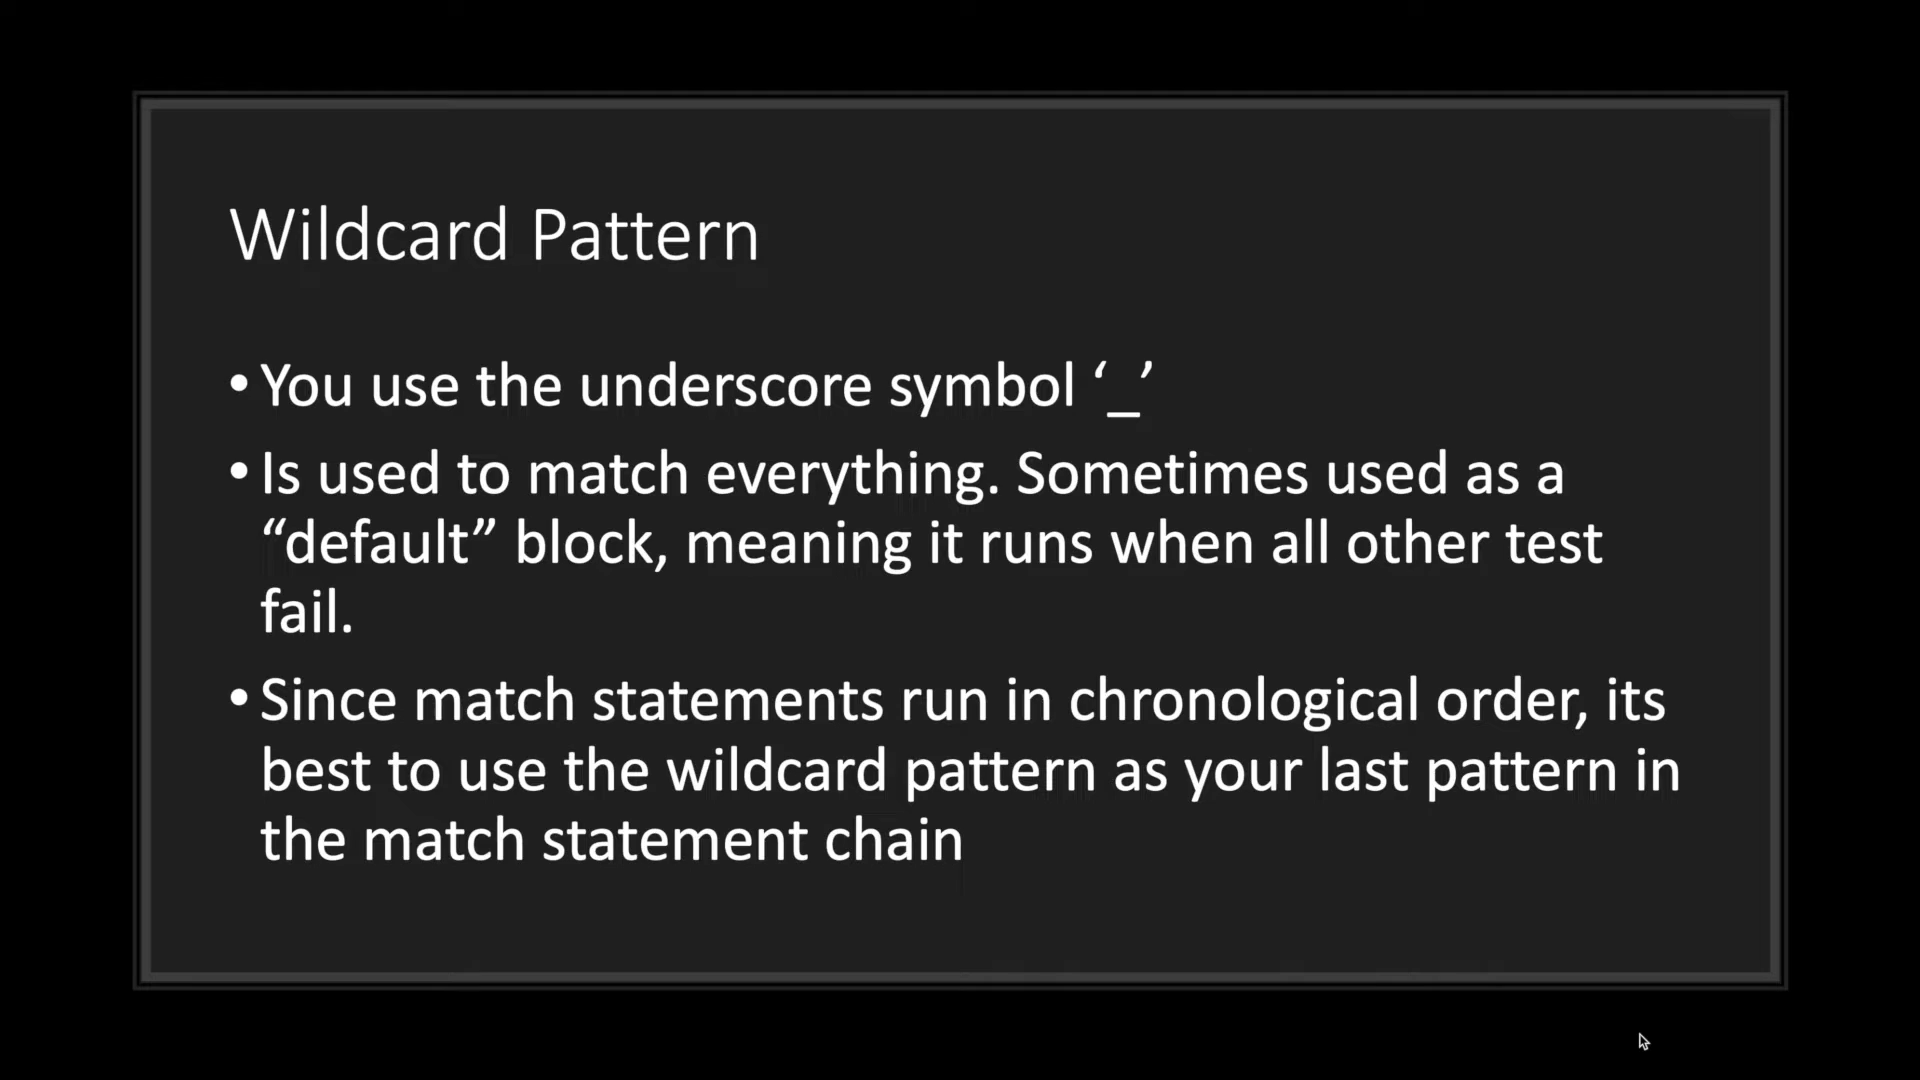 Wildcard Pattern
• You use the underscore symbol ‘_’
• Is used to match everything. Sometimes used as a
“default” block, meaning it runs when all other test
fail.
• Since match statements run in chronological order, its
best to use the wildcard pattern as your last pattern in
the match statement chain